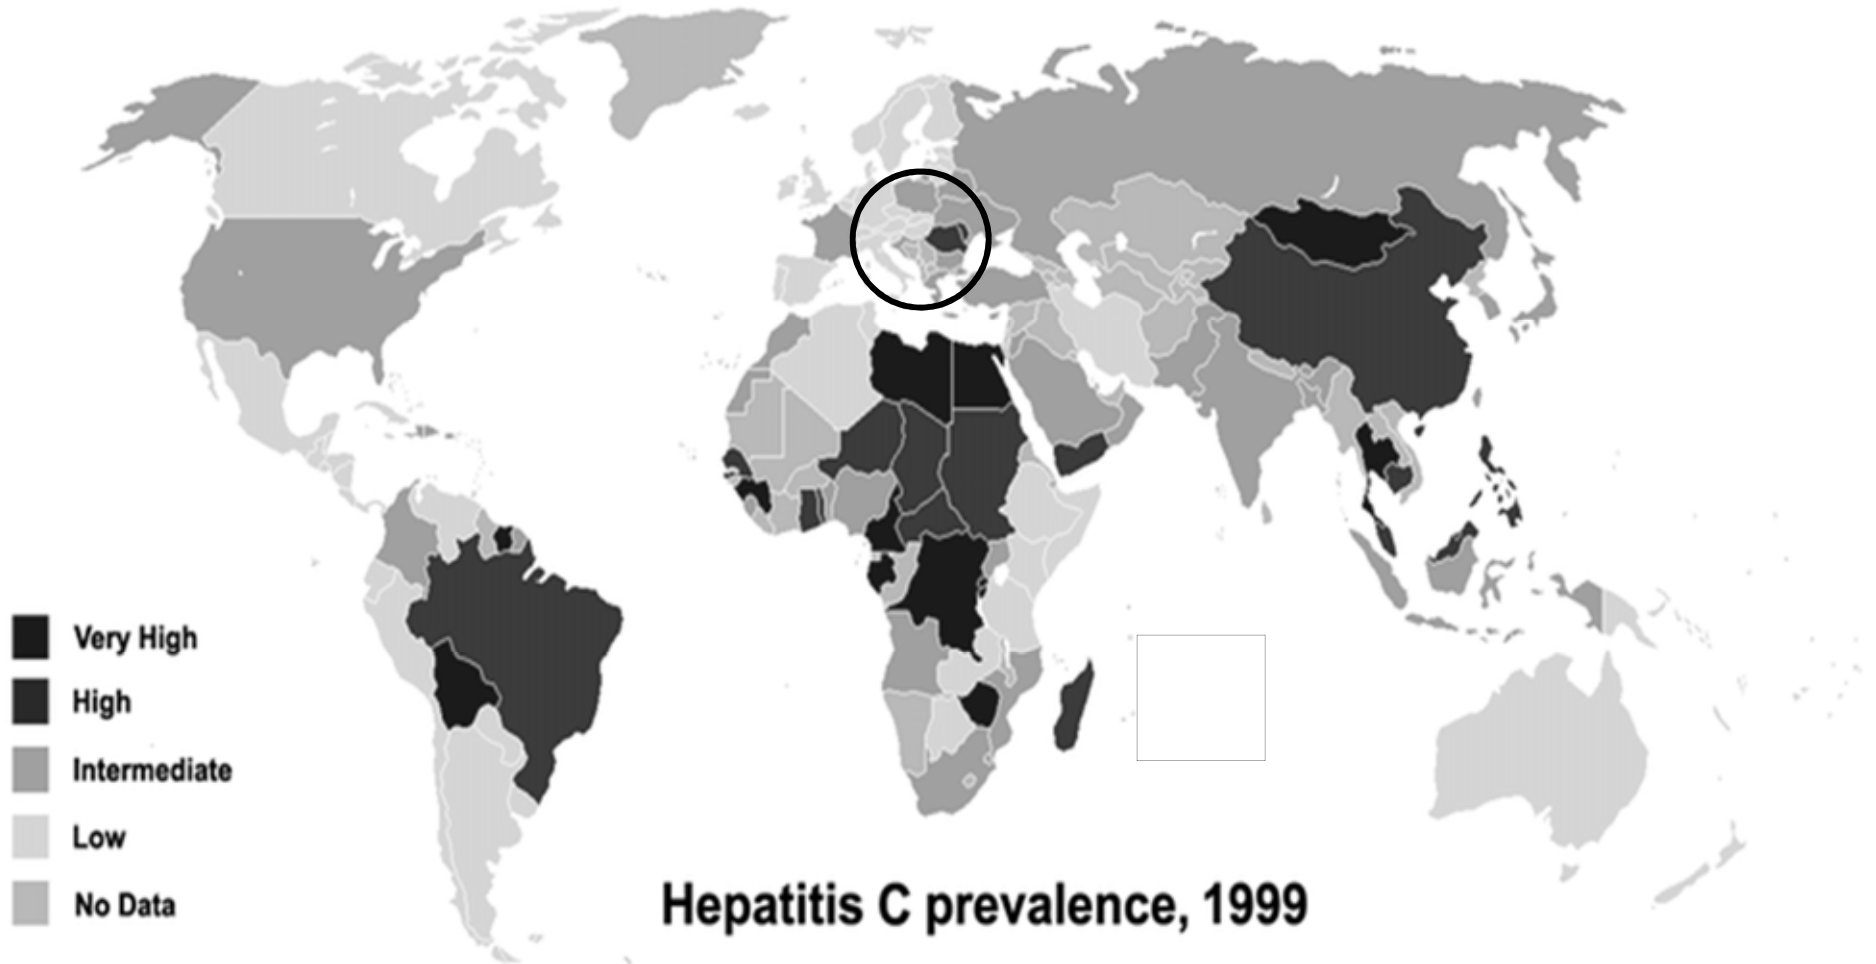 Very High
High
Intermediate
Low
No Data
Hepatitis C prevalence, 1999